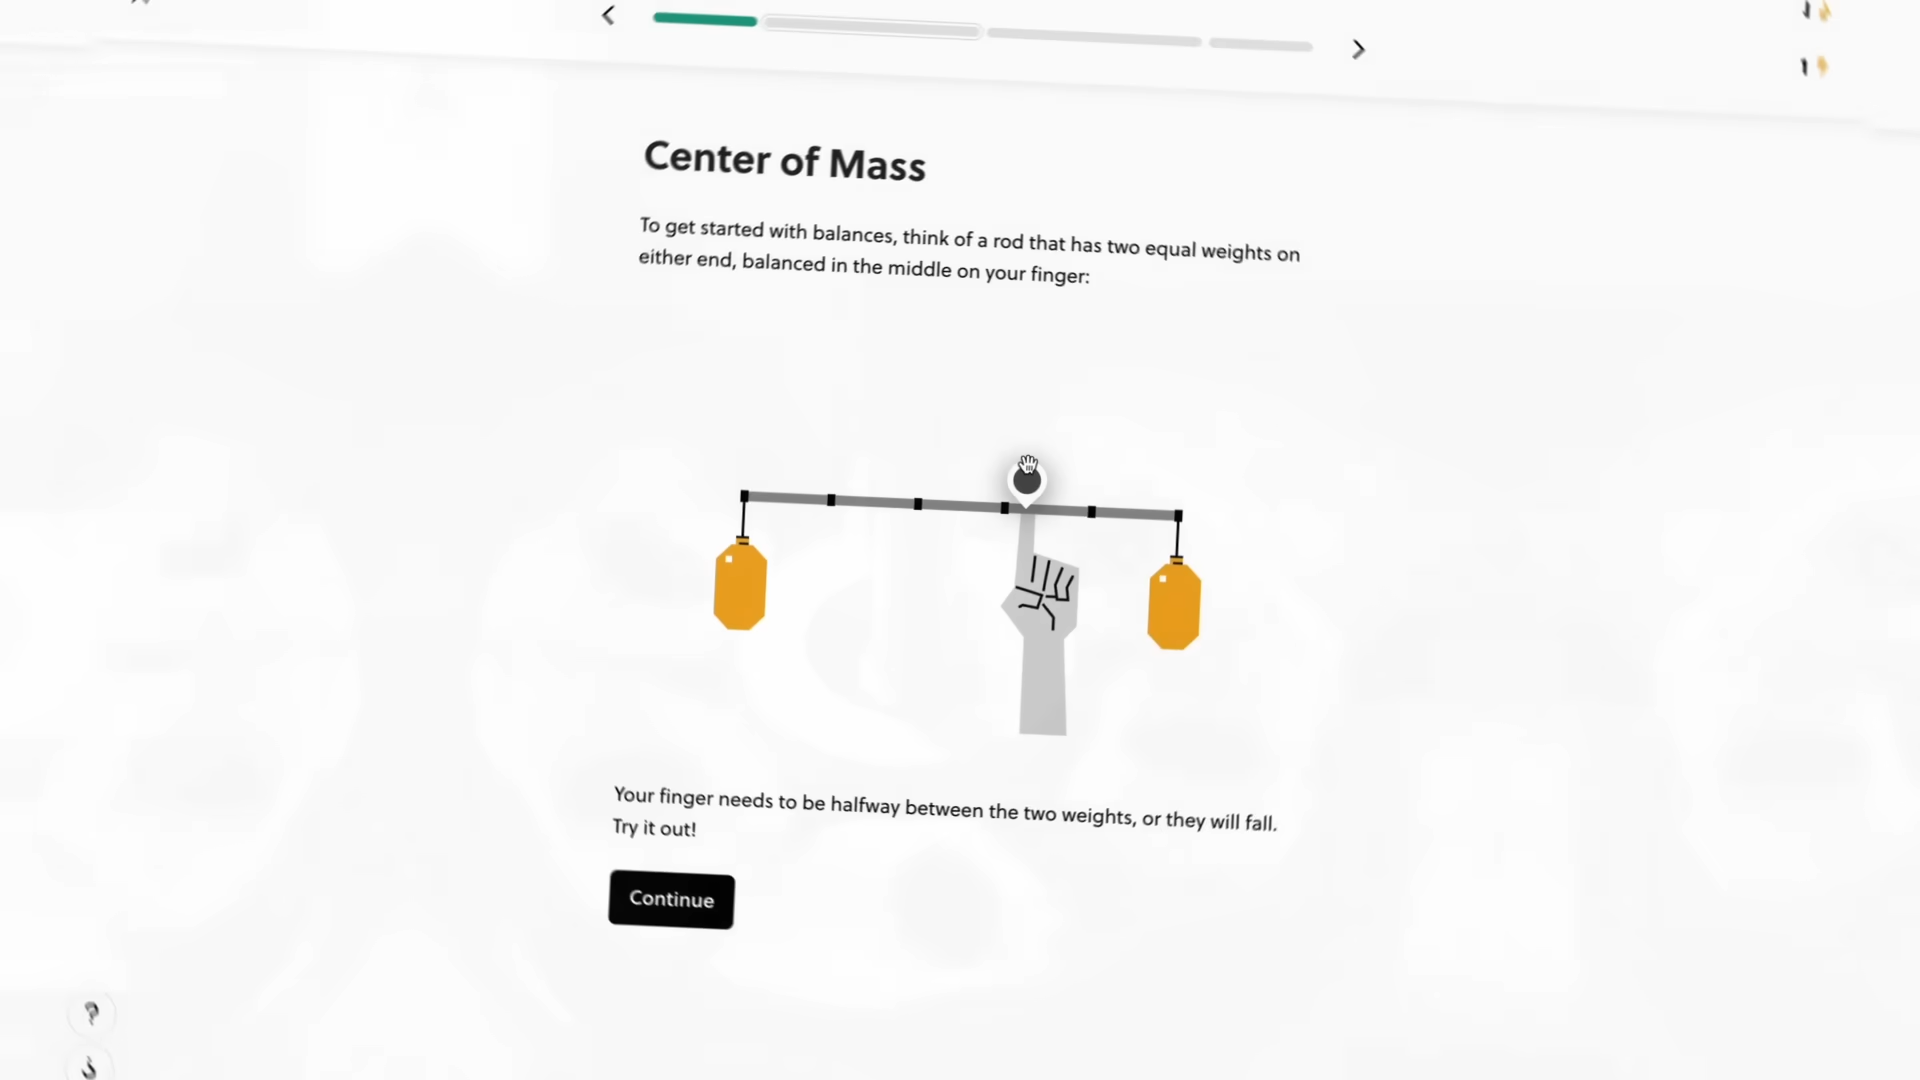 Center of Mass
To get started with balances, think of a rod that has two equal weights on
either end, balanced in the middle on your finger:
Your finger needs to be halfway between the two weights, or they will fall.
Try it out!
Continue